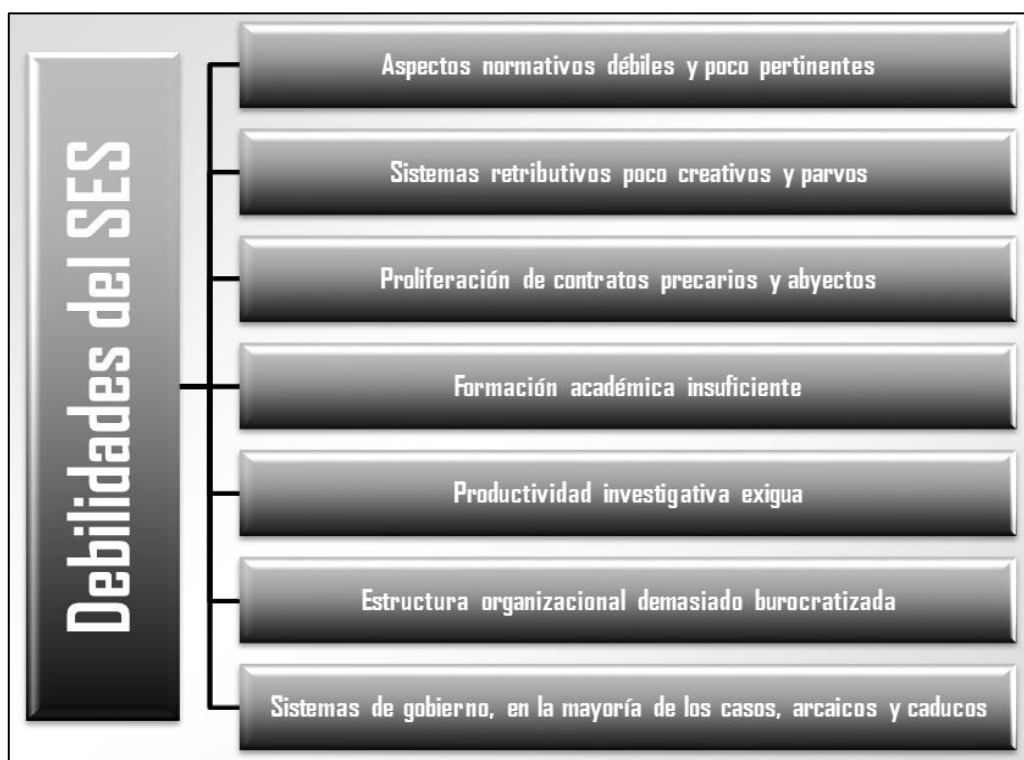 Debilidades del SES
Aspectos normativos débiles y poco pertinentes
Sistemas retributivos poco creativos y parvos
Proliferación de contratos precarios y abyectos
Formación académica insuficiente
Productividad investigativa exigua
Estructura organizacional demasiado burocratizada
Sistemas de gobierno, en la mayoría de los casos, arcaicos y caducos